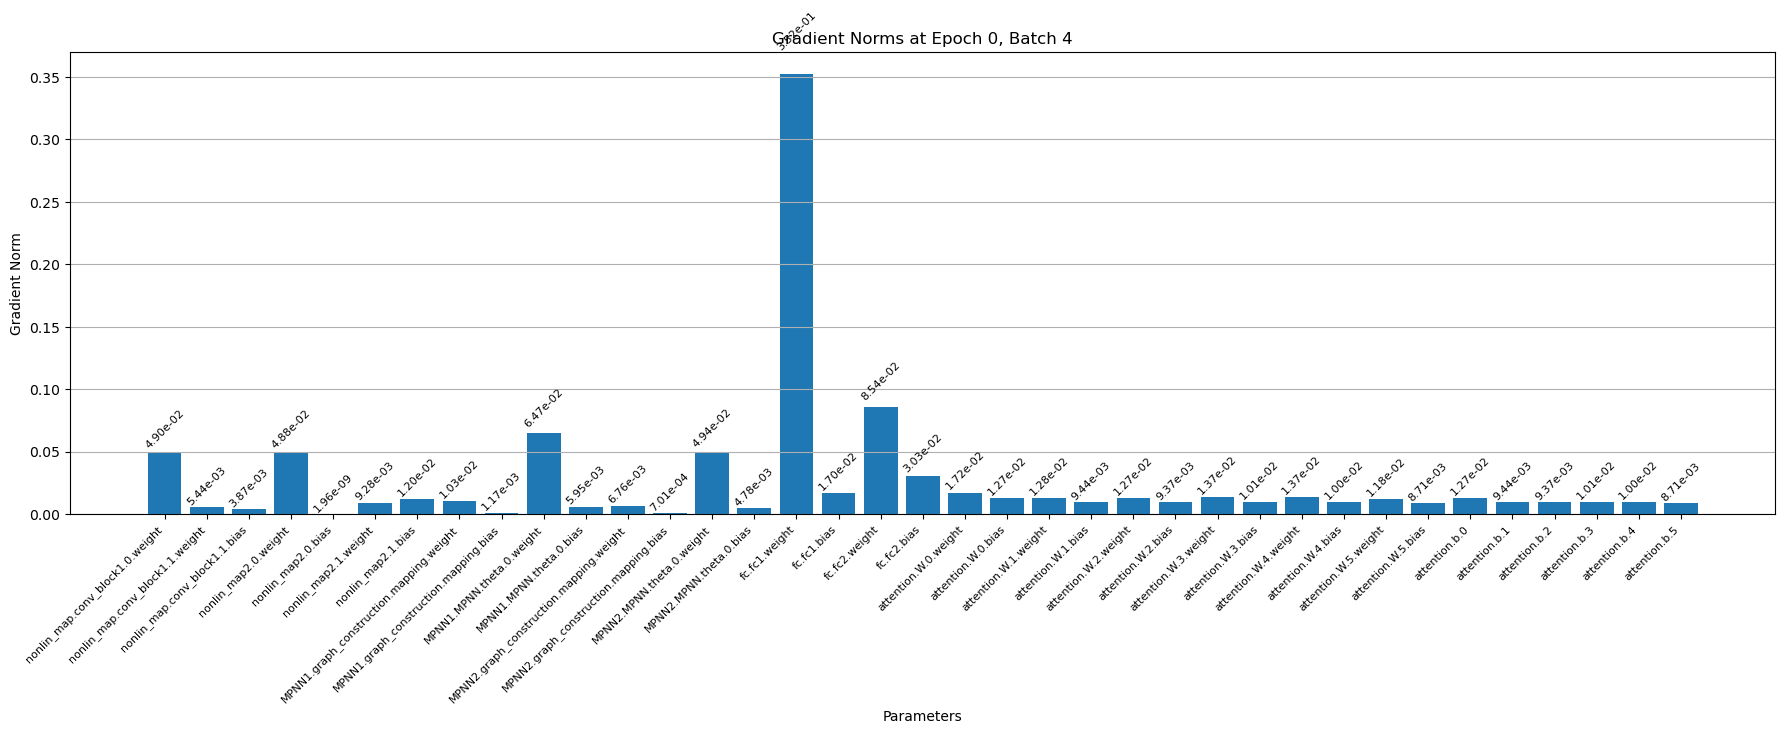 Gradient Norms at Epoch 0, Batch 4
Gradient Norm
0.35
0.30
0.25
0.20
0.15
0.10
0.05
0.00
4.90e-02
5.44e-03
3.87e-03
4.88e-02
1.96e-09
9.28e-03
1.20e-02
1.03e-02
1.17e-03
6.47e-02
5.95e-03
6.76e-03
7.01e-04
4.94e-02
4.78e-03
3.52e-01
1.70e-02
8.54e-02
3.03e-02
1.72e-02
1.27e-02
1.28e-02
9.44e-03
1.27e-02
9.37e-03
1.37e-02
1.01e-02
1.37e-02
1.00e-02
1.18e-02
8.71e-03
1.27e-02
9.44e-03
9.37e-03
1.01e-02
1.00e-02
8.71e-03
nonlin_map.conv_block1.0.weight
nonlin_map.conv_block1.1.weight
nonlin_map.conv_block1.1.bias
nonlin_map2.0.weight
nonlin_map2.0.bias
nonlin_map2.1.weight
nonlin_map2.1.bias
MPNN1.graph_construction.mapping.weight
MPNN1.graph_construction.mapping.bias
MPNN1.MPNN.theta.0.weight
MPNN1.MPNN.theta.0.bias
MPNN2.graph_construction.mapping.weight
MPNN2.graph_construction.mapping.bias
MPNN2.MPNN.theta.0.weight
MPNN2.MPNN.theta.0.bias
fc.fc1.weight
fc.fc1.bias
fc.fc2.weight
fc.fc2.bias
attention.W.0.weight
attention.W.0.bias
attention.W.1.weight
attention.W.1.bias
attention.W.2.weight
attention.W.2.bias
attention.W.3.weight
attention.W.3.bias
attention.W.4.weight
attention.W.4.bias
attention.W.5.weight
attention.W.5.bias
attention.b.0
attention.b.1
attention.b.2
attention.b.3
attention.b.4
attention.b.5
Parameters